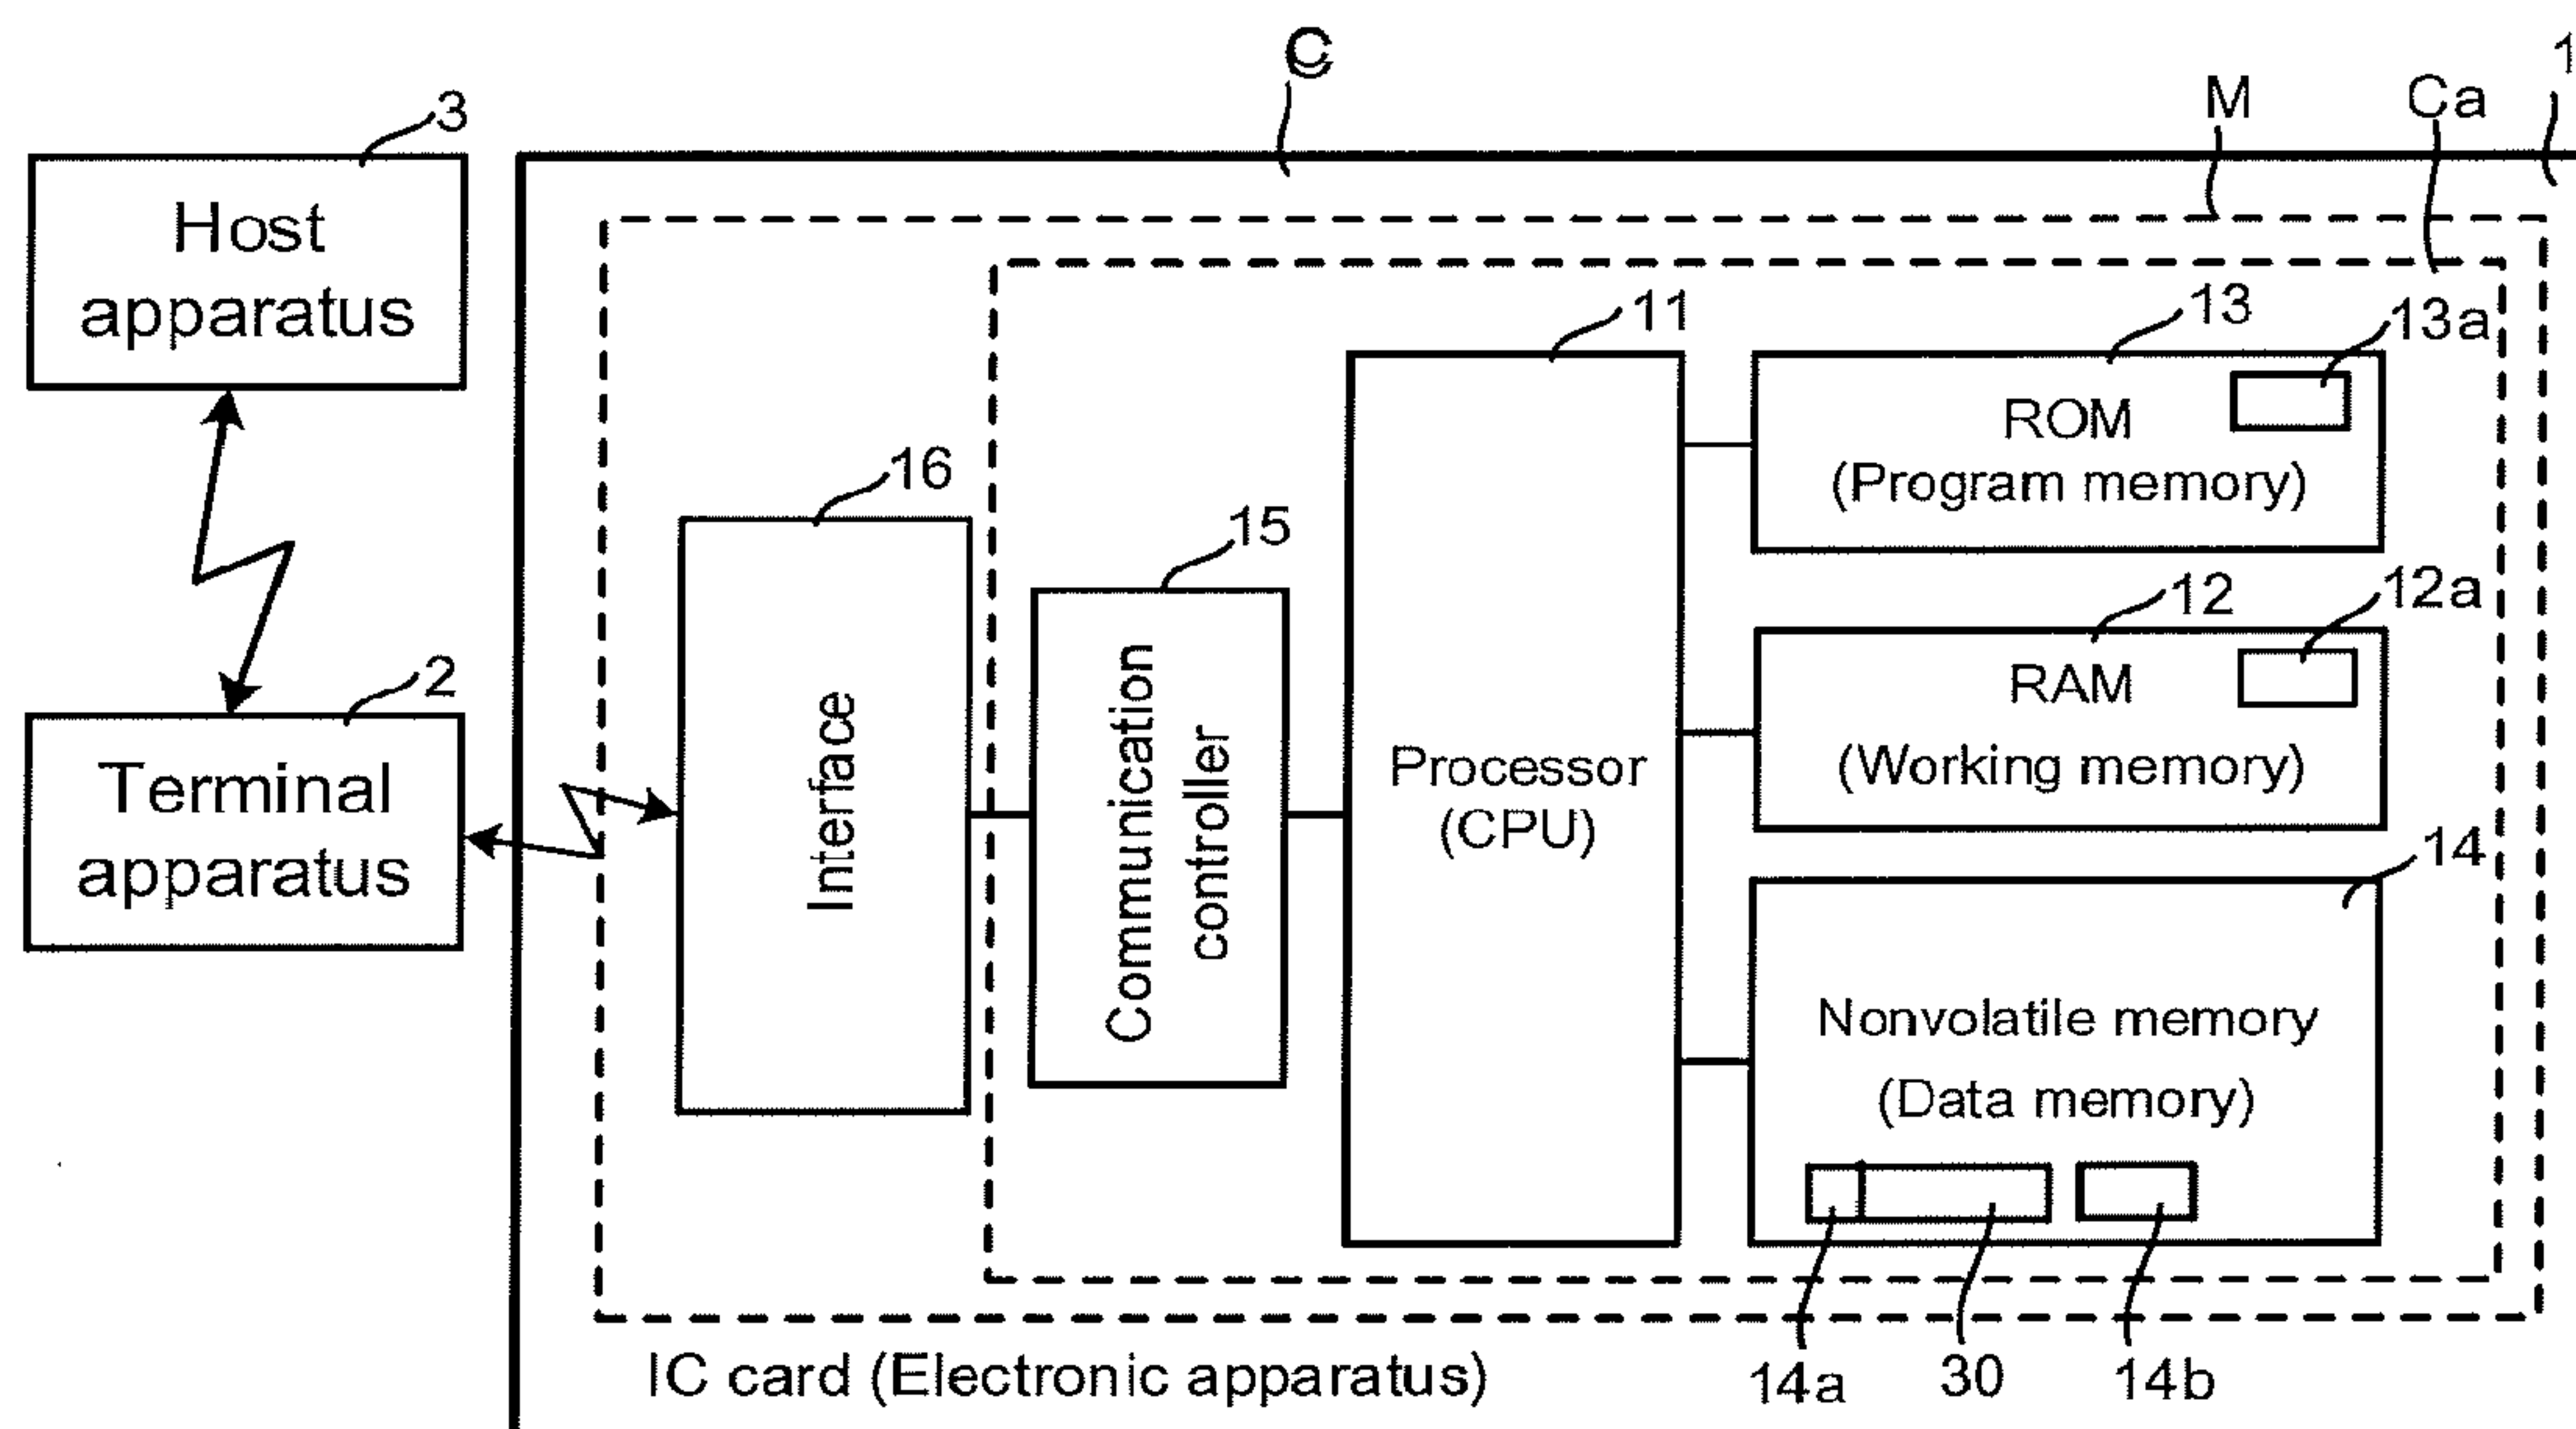 C
1
M
Ca
3
Host
apparatus
11
13
13a
ROM
(Program memory)
16
15
12
12a
RAM
(Working memory)
2
Terminal
apparatus
Interface
Communication
controller
Processor
(CPU)
14
Nonvolatile memory
(Data memory)
IC card (Electronic apparatus)
14a
30
14b